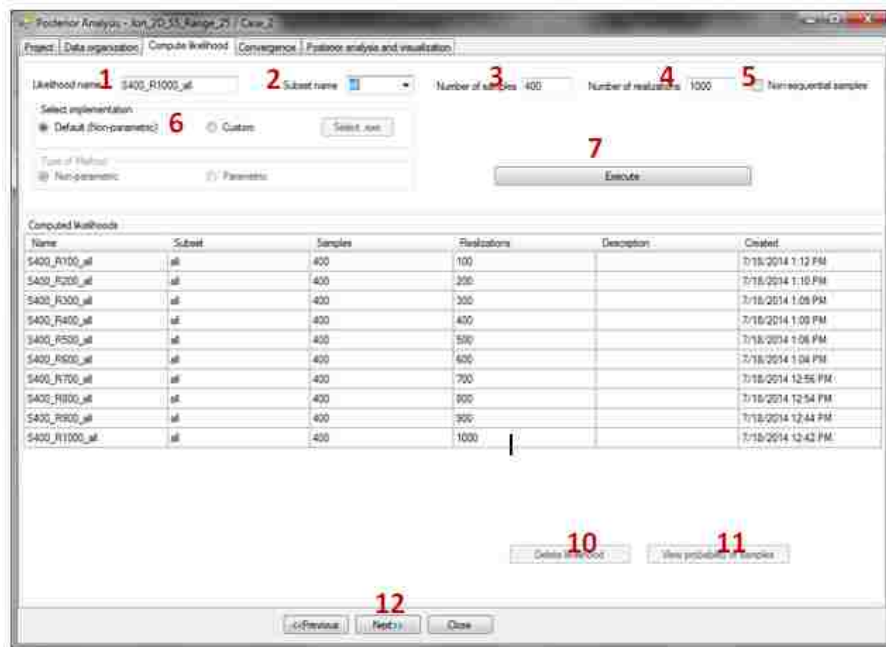 Posterior Analysis - Jon_2D_SS_Range_25 / Case_2
Project Data organization Compute likelihood Convergence Posterior analysis and visualization
1 2 3 4 5
Likelihood name S400_R1000_all Subset name all Number of samples 400 Number of realizations 1000 Non-sequential samples
Select implementation
Default (Non-parametric) 6 Custom Select .exe
7
Type of Method
Non-parametric Parametric
Execute
Computed likelihoods
Name Subset Samples Realizations Description Created
S400_R100_all all 400 100 7/18/2014 1:12 PM
S400_R200_all all 400 200 7/18/2014 1:10 PM
S400_R300_all all 400 300 7/18/2014 1:09 PM
S400_R400_all all 400 400 7/18/2014 1:08 PM
S400_R500_all all 400 500 7/18/2014 1:06 PM
S400_R600_all all 400 600 7/18/2014 1:04 PM
S400_R700_all all 400 700 7/18/2014 12:56 PM
S400_R800_all all 400 800 7/18/2014 12:54 PM
S400_R900_all all 400 900 7/18/2014 12:44 PM
S400_R1000_all all 400 1000 7/18/2014 12:42 PM
10 11
Delete likelihood View probability of samples
12
<<Previous Next>> Close